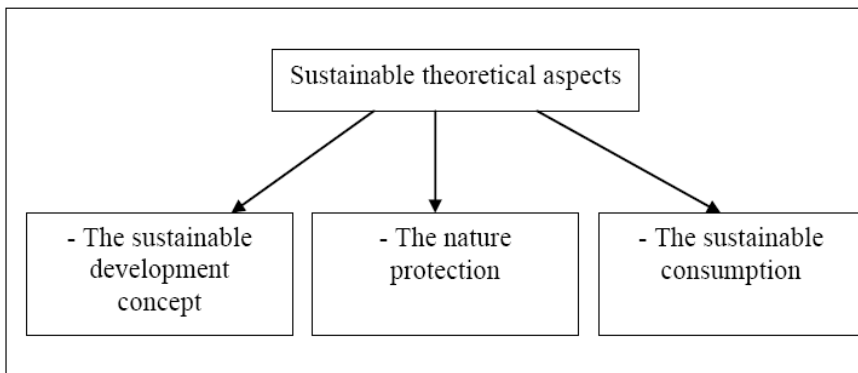 Sustainable theoretical aspects
- The sustainable
development
concept
- The nature
protection
- The sustainable
consumption